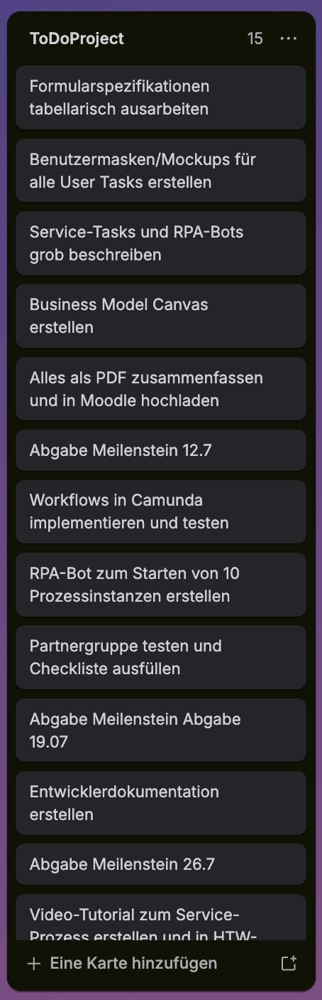 ToDoProject 15
Formularspezifikationen
tabellarisch ausarbeiten
Benutzermasken/Mockups für
alle User Tasks erstellen
Service-Tasks und RPA-Bots
grob beschreiben
Business Model Canvas
erstellen
Alles als PDF zusammenfassen
und in Moodle hochladen
Abgabe Meilenstein 12.7
Workflows in Camunda
implementieren und testen
RPA-Bot zum Starten von 10
Prozessinstanzen erstellen
Partnergruppe testen und
Checkliste ausfüllen
Abgabe Meilenstein Abgabe
19.07
Entwicklerdokumentation
erstellen
Abgabe Meilenstein 26.7
Video-Tutorial zum Service-
Prozess erstellen und in HTW-
Eine Karte hinzufügen